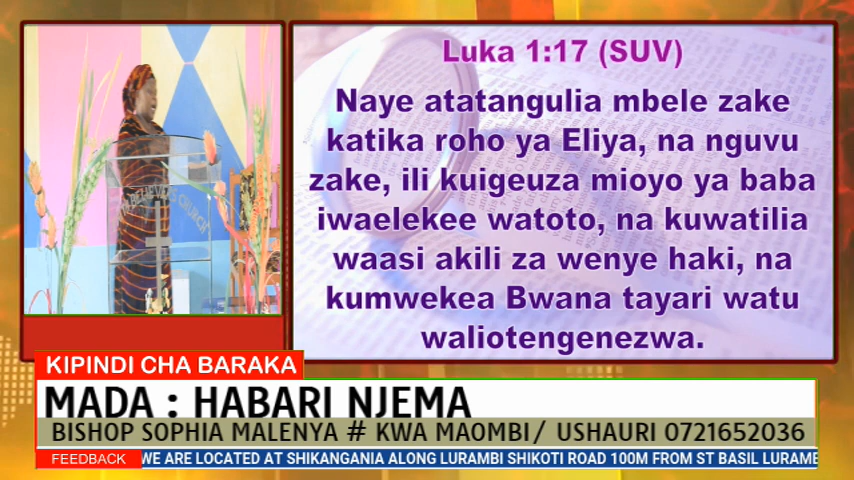 Luka 1:17 (SUV)
Naye atatangulia mbele zake
katika roho ya Eliya, na nguvu
zake, ili kuigeuza mioyo ya baba
iwaelekee watoto, na kuwatilia
waasi akili za wenye haki, na
kumwekea Bwana tayari watu
waliotengenezwa.
BELIEVERS CHURCH
KIPINDI CHA BARAKA
MADA : HABARI NJEMA
BISHOP SOPHIA MALENYA # KWA MAOMBI/ USHAURI 0721652036
FEEDBACK
WE ARE LOCATED AT SHIKANGANIA ALONG LURAMBI SHIKOTI ROAD 100M FROM ST BASIL LURAMB